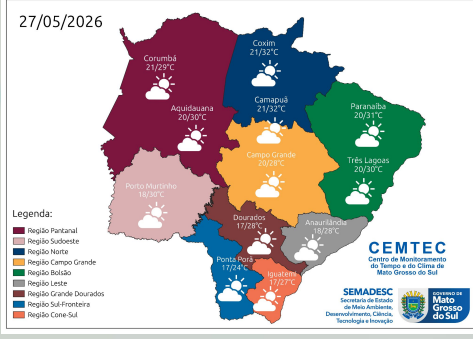 27/05/2026
Coxim
21/32°C
Corumbá
21/29°C
Camapuã
21/32°C
Aquidauana
20/30°C
Paranaíba
20/31°C
Campo Grande
20/28°C
Três Lagoas
20/30°C
Porto Murtinho
18/30°C
Dourados
17/28°C
Anaurilândia
18/28°C
Ponta Porã
17/24°C
Iguatemi
17/27°C
Legenda:
Região Pantanal
Região Sudoeste
Região Norte
Região Campo Grande
Região Bolsão
Região Leste
Região Grande Dourados
Região Sul-Fronteira
Região Cone-Sul
CEMTEC
Centro de Monitoramento
do Tempo e do Clima de
Mato Grosso do Sul
SEMADESC
Secretaria de Estado
de Meio Ambiente,
Desenvolvimento, Ciência,
Tecnologia e Inovação
GOVERNO DE
Mato
Grosso
do Sul